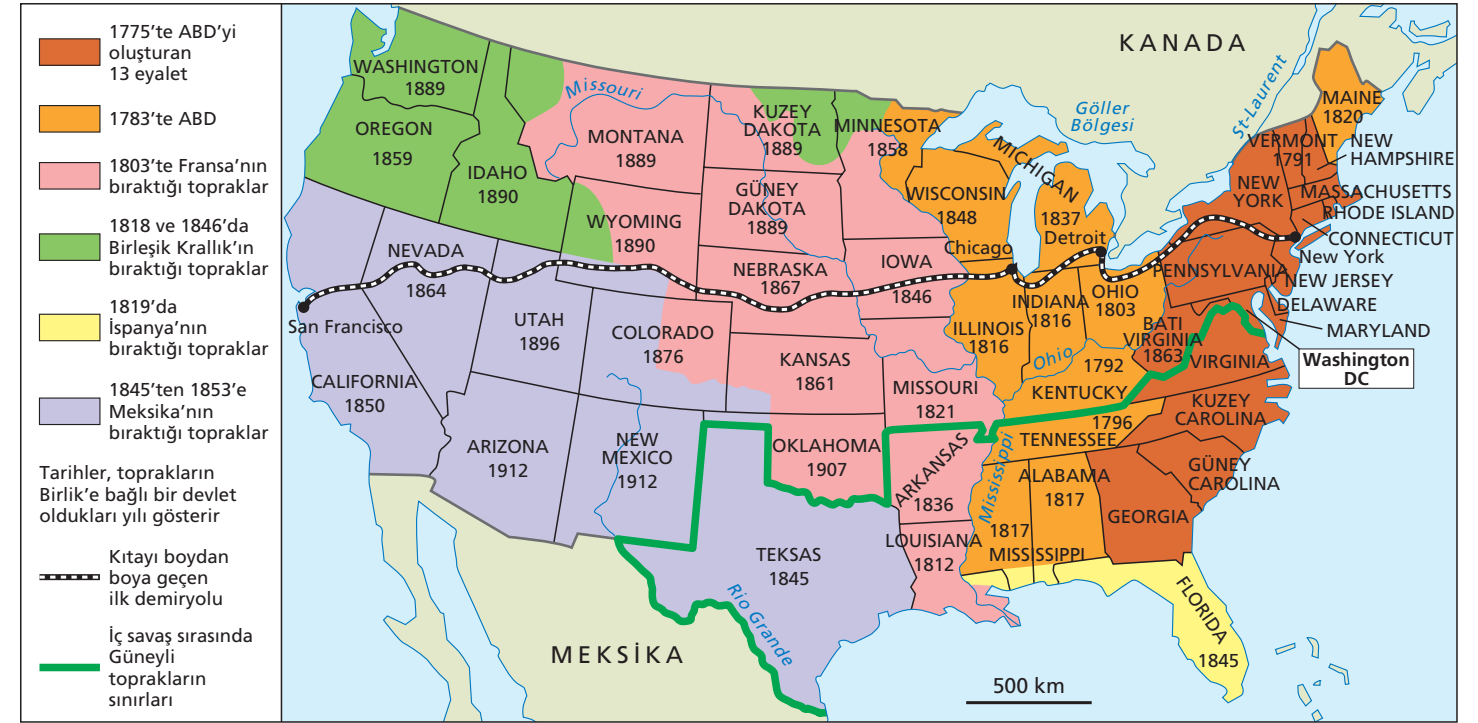 1775’te ABD’yi
oluşturan
13 eyalet
1783’te ABD
1803’te Fransa’nın
bıraktığı topraklar
1818 ve 1846’da
Birleşik Krallık’ın
bıraktığı topraklar
1819’da
İspanya’nın
bıraktığı topraklar
1845’ten 1853’e
Meksika’nın
bıraktığı topraklar
Tarihler, toprakların
Birlik’e bağlı bir devlet
oldukları yılı gösterir
Kıtayı boydan
boya geçen
ilk demiryolu
İç savaş sırasında
Güneyli
toprakların
sınırları
KANADA
WASHINGTON
1889
OREGON
1859
IDAHO
1890
Missouri
MONTANA
1889
WYOMING
1890
KUZEY
DAKOTA
1889
GÜNEY
DAKOTA
1889
MINNESOTA
1858
WISCONSIN
1848
MICHIGAN
1837
Göller
Bölgesi
St-Laurent
MAINE
1820
VERMONT
1791
NEW
HAMPSHIRE
NEW
YORK
MASSACHUSETTS
RHODE ISLAND
CONNECTICUT
New York
NEW JERSEY
PENNSYLVANIA
DELAWARE
MARYLAND
Washington
DC
Chicago
Detroit
NEVADA
1864
San Francisco
CALIFORNIA
1850
UTAH
1896
COLORADO
1876
NEBRASKA
1867
IOWA
1846
ILLINOIS
1816
INDIANA
1816
OHIO
1803
Ohio
BATI
VIRGINIA
1863
VIRGINIA
KANSAS
1861
MISSOURI
1821
1792
KENTUCKY
1796
TENNESSEE
KUZEY
CAROLINA
GÜNEY
CAROLINA
ARIZONA
1912
NEW
MEXICO
1912
OKLAHOMA
1907
ARKANSAS
1836
Mississippi
ALABAMA
1817
1817
MISSISSIPPI
GEORGIA
LOUISIANA
1812
TEKSAS
1845
Rio Grande
FLORIDA
1845
MEKSİKA
500 km